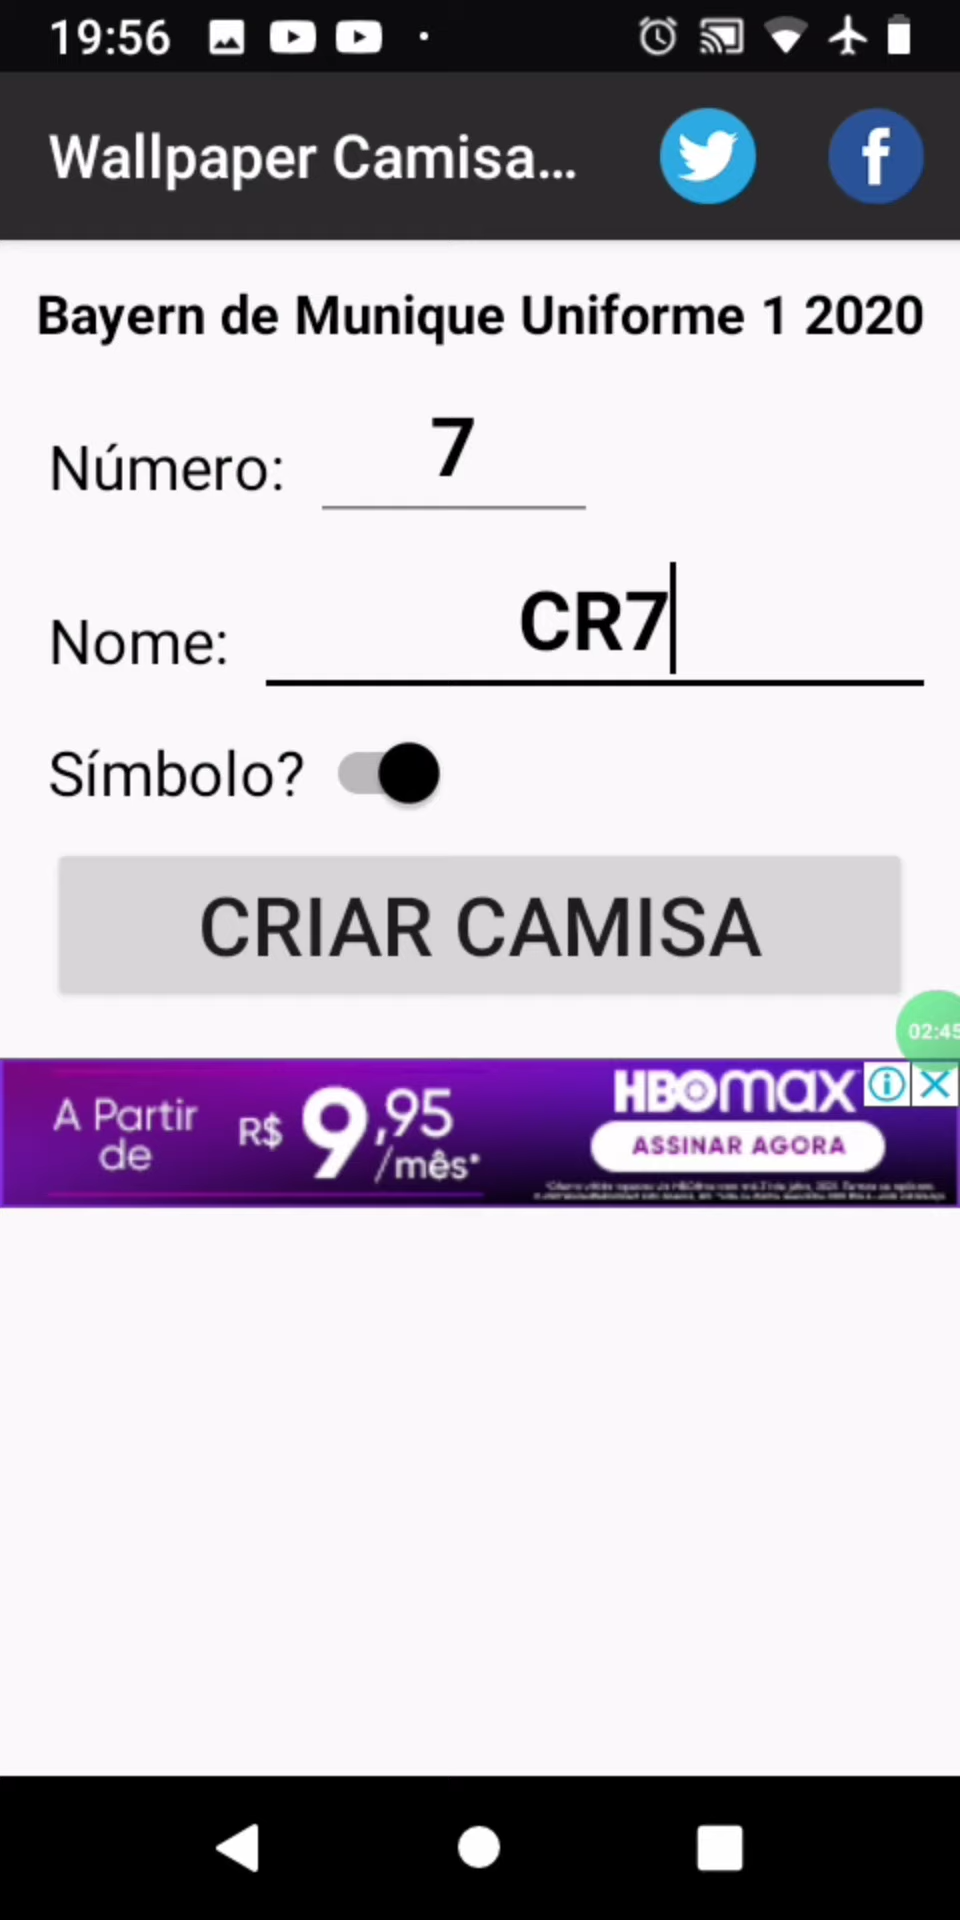 19:56
Wallpaper Camisa...
Bayern de Munique Uniforme 1 2020
Número: 7
Nome: CR7
Símbolo?
CRIAR CAMISA
02:45
A Partir de R$ 9,95 /mês*
HBOmax
ASSINAR AGORA